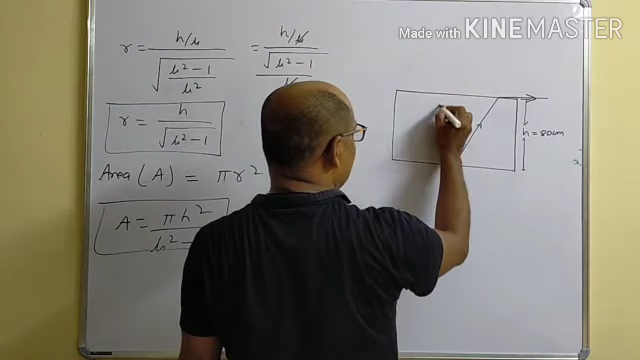 Made with KINEMASTER
r = h/μ / √(μ² - 1 / μ²) = h/μ / √(μ² - 1) / μ
r = h / √(μ² - 1)
Area (A) = πr²
A = πh² / μ² -
h = 80cm